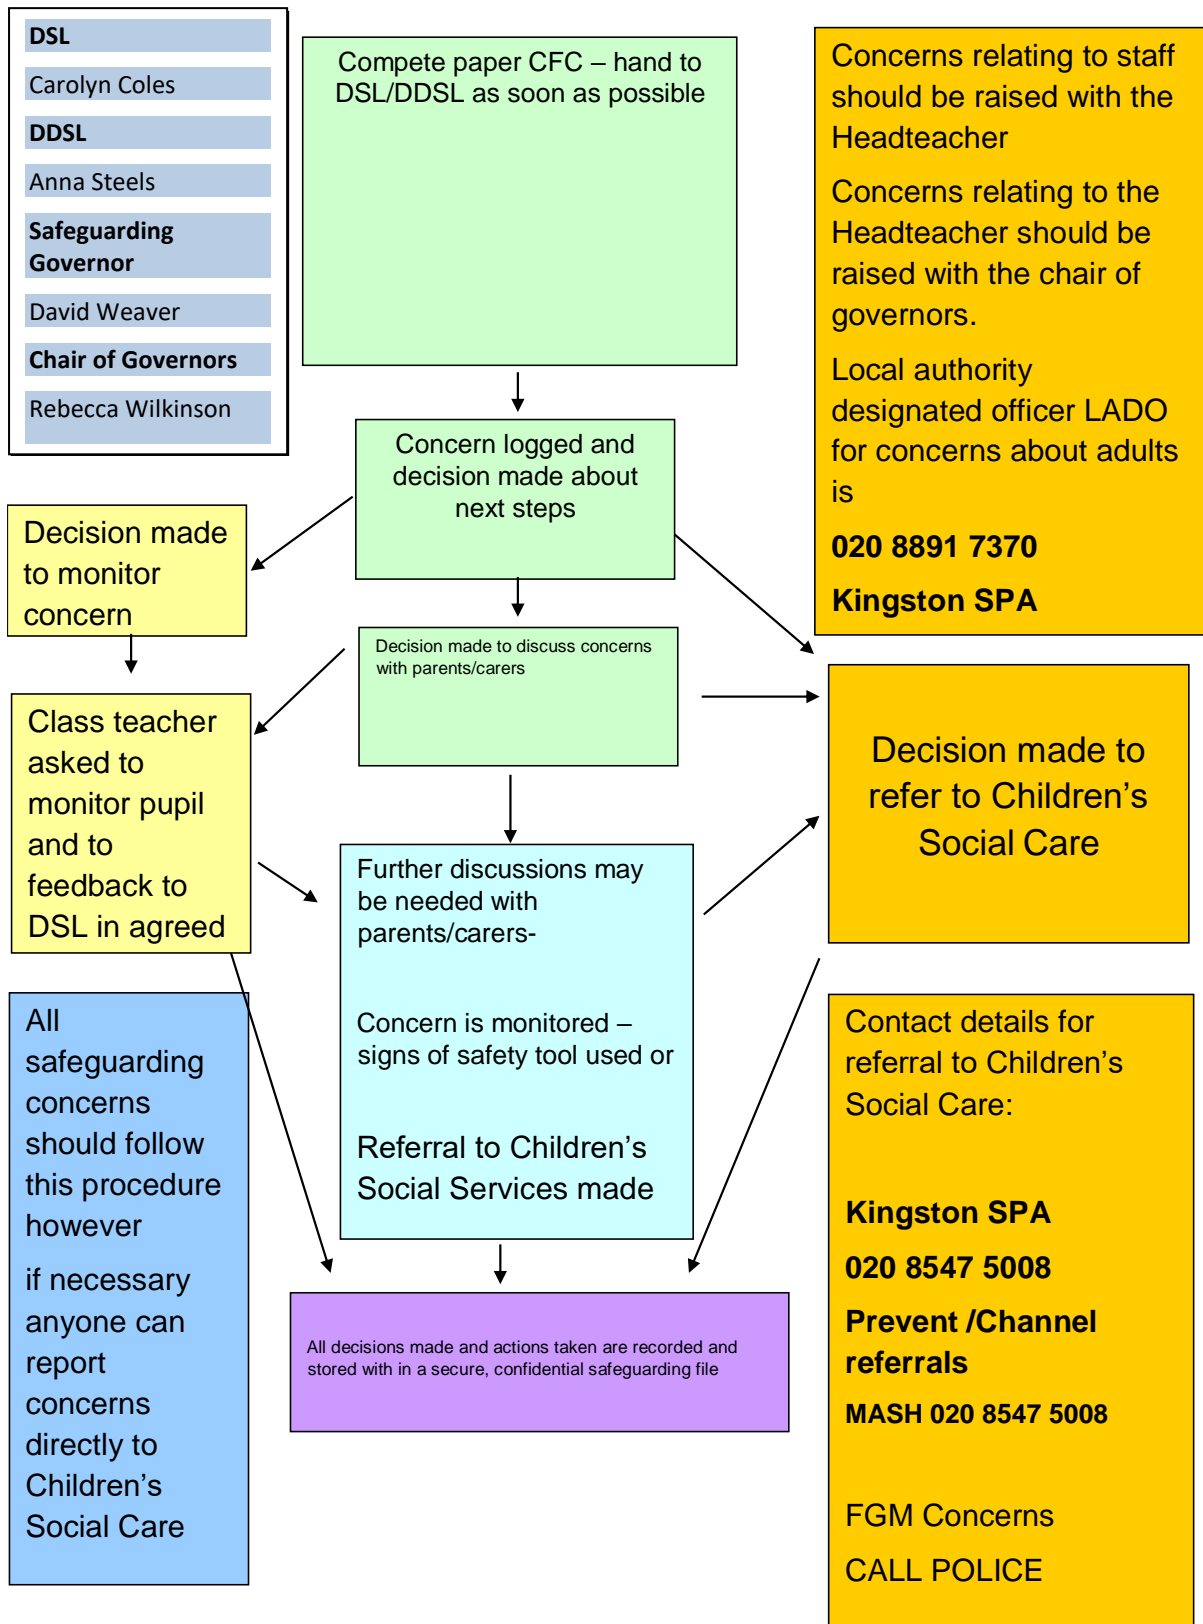 DSL
Carolyn Coles
DDSL
Anna Steels
Safeguarding
Governor
David Weaver
Chair of Governors
Rebecca Wilkinson
Compete paper CFC – hand to
DSL/DDSL as soon as possible
Concerns relating to staff
should be raised with the
Headteacher
Concerns relating to the
Headteacher should be
raised with the chair of
governors.
Local authority
designated officer LADO
for concerns about adults
is
020 8891 7370
Kingston SPA
Concern logged and
decision made about
next steps
Decision made
to monitor
concern
Decision made to discuss concerns
with parents/carers
Class teacher
asked to
monitor pupil
and to
feedback to
DSL in agreed
Decision made to
refer to Children’s
Social Care
Further discussions may
be needed with
parents/carers-
Concern is monitored –
signs of safety tool used or
Referral to Children’s
Social Services made
All
safeguarding
concerns
should follow
this procedure
however
if necessary
anyone can
report
concerns
directly to
Children’s
Social Care
Contact details for
referral to Children’s
Social Care:
Kingston SPA
020 8547 5008
Prevent /Channel
referrals
MASH 020 8547 5008
FGM Concerns
CALL POLICE
All decisions made and actions taken are recorded and
stored with in a secure, confidential safeguarding file